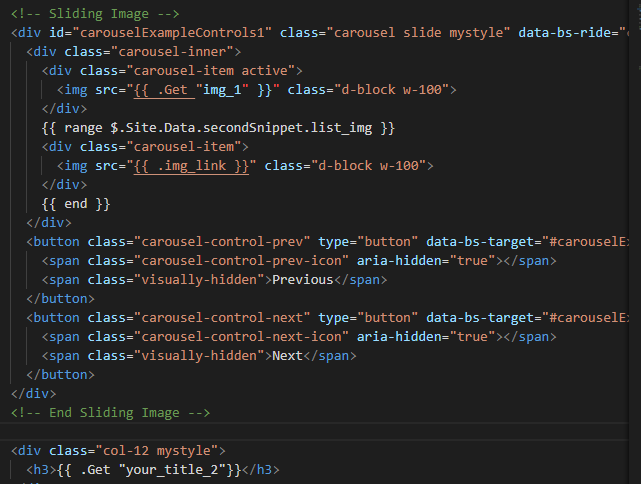 <!-- Sliding Image -->
<div id="carouselExampleControls1" class="carousel slide mystyle" data-bs-ride="
<div class="carousel-inner">
<div class="carousel-item active">
<img src="{{ .Get "img_1" }}" class="d-block w-100">
</div>
{{ range $.Site.Data.secondSnippet.list_img }}
<div class="carousel-item">
<img src="{{ .img_link }}" class="d-block w-100">
</div>
{{ end }}
</div>
<button class="carousel-control-prev" type="button" data-bs-target="#carouselE
<span class="carousel-control-prev-icon" aria-hidden="true"></span>
<span class="visually-hidden">Previous</span>
</button>
<button class="carousel-control-next" type="button" data-bs-target="#carouselE
<span class="carousel-control-next-icon" aria-hidden="true"></span>
<span class="visually-hidden">Next</span>
</button>
</div>
<!-- End Sliding Image -->
<div class="col-12 mystyle">
<h3>{{ .Get "your_title_2"}}</h3>